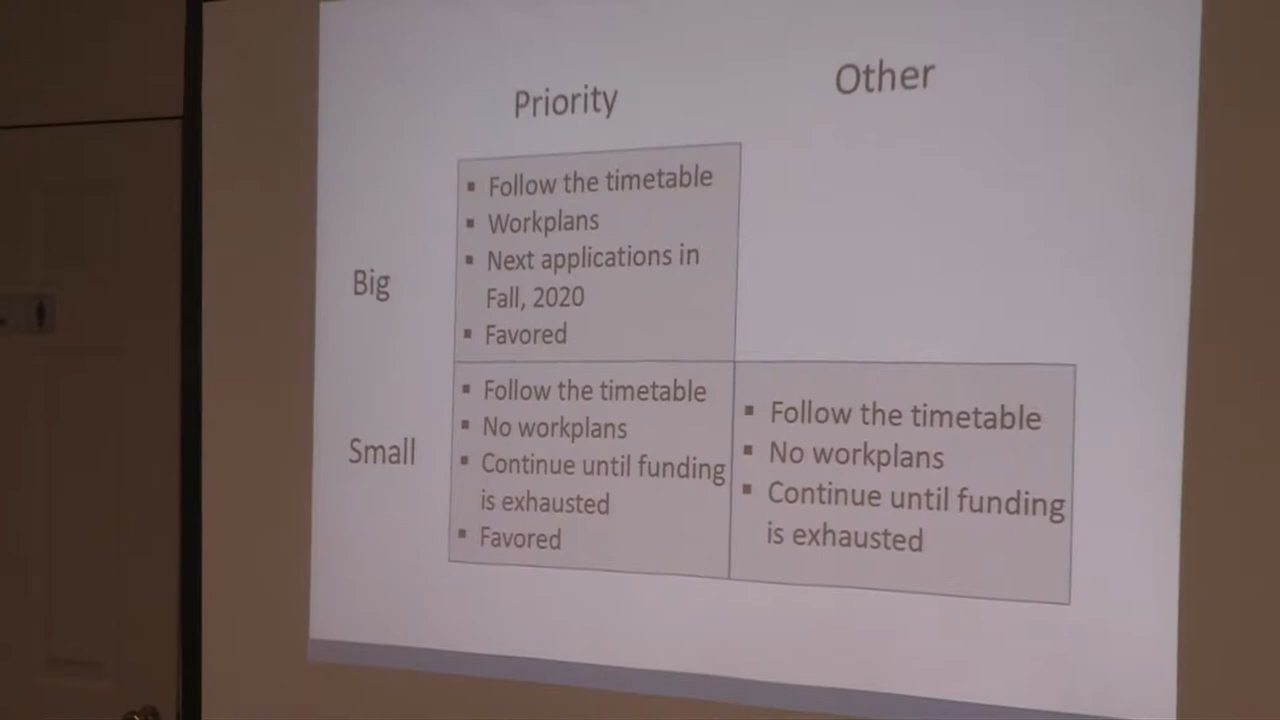 Priority
Other
Big
▪ Follow the timetable
▪ Workplans
▪ Next applications in
Fall, 2020
▪ Favored
Small
▪ Follow the timetable
▪ No workplans
▪ Continue until funding
is exhausted
▪ Favored
▪ Follow the timetable
▪ No workplans
▪ Continue until funding
is exhausted